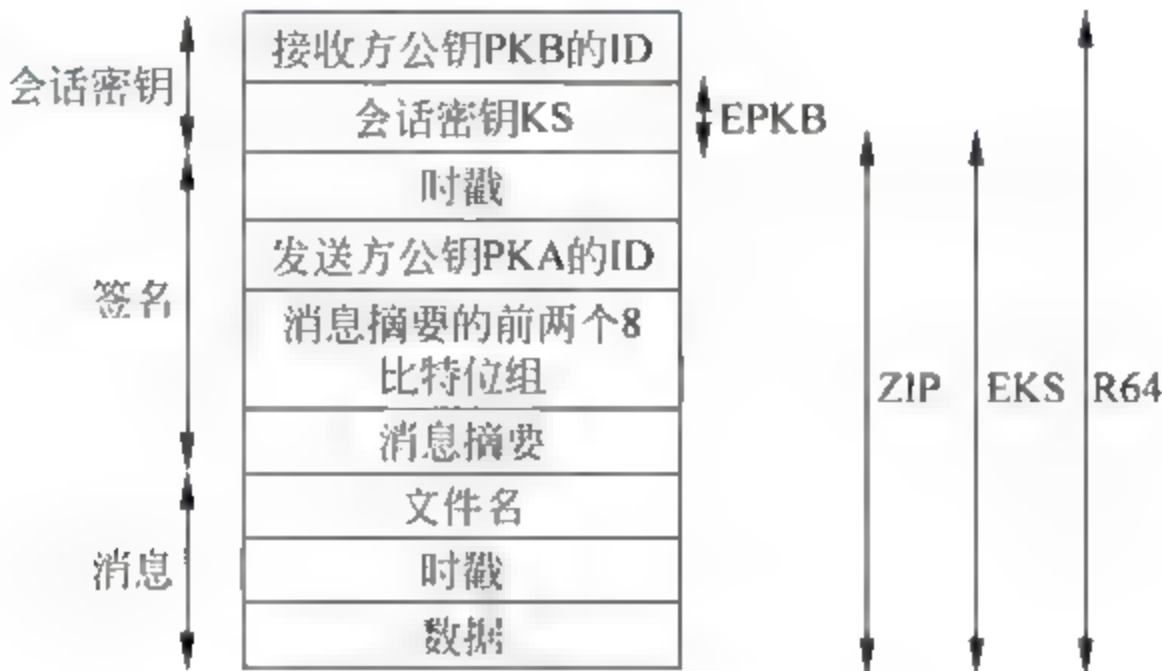 接收方公钥PKB的ID
会话密钥
会话密钥KS
EPKB
时戳
发送方公钥PKA的ID
签名
消息摘要的前两个8
比特位组
ZIP
EKS
R64
消息摘要
文件名
消息
时戳
数据